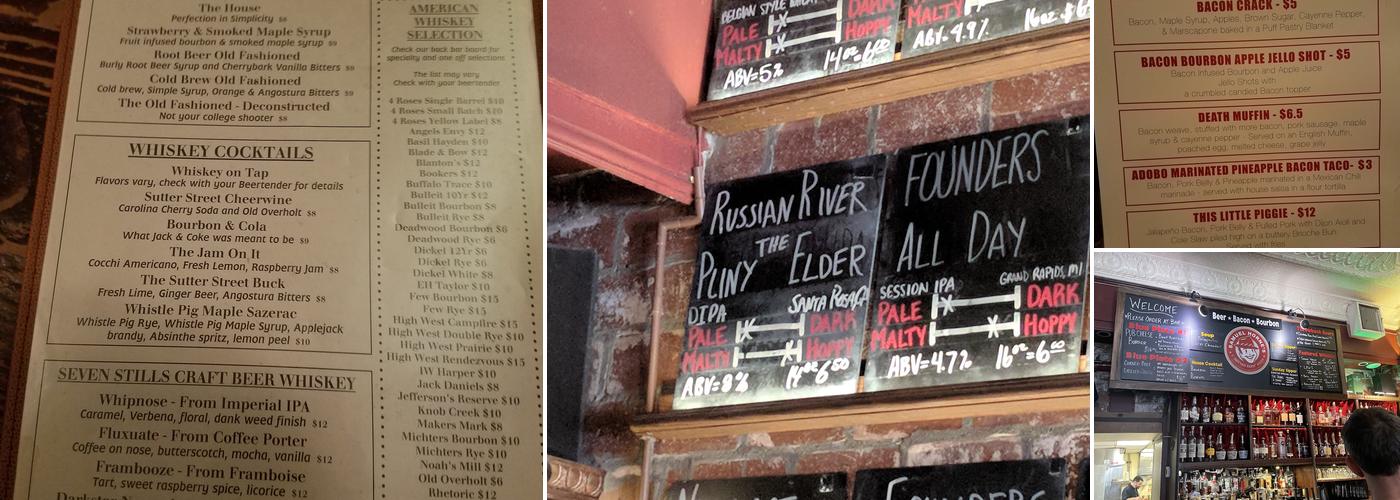 The House
Perfection in Simplicity $8
Strawberry & Smoked Maple Syrup
Fruit infused bourbon & smoked maple syrup $9
Root Beer Old Fashioned
Burly Root Beer Syrup and Cherrybark Vanilla Bitters $9
Cold Brew Old Fashioned
Cold brew, Simple Syrup, Orange & Angostura Bitters $9
The Old Fashioned - Deconstructed
Not your college shooter $8
WHISKEY COCKTAILS
Whiskey on Tap
Flavors vary, check with your Beertender for details
Sutter Street Cheerwine
Carolina Cherry Soda and Old Overholt $8
Bourbon & Cola
What Jack & Coke was meant to be $9
The Jam On It
Cocchi Americano, Fresh Lemon, Raspberry Jam $8
The Sutter Street Buck
Fresh Lime, Ginger Beer, Angostura Bitters $8
Whistle Pig Maple Sazerac
Whistle Pig Rye, Whistle Pig Maple Syrup, Applejack
brandy, Absinthe spritz, lemon peel $10
SEVEN STILLS CRAFT BEER WHISKEY
Whipnose - From Imperial IPA
Caramel, Verbena, floral, dank weed finish $12
Fluxuate - From Coffee Porter
Coffee on nose, butterscotch, mocha, vanilla $12
Frambooze - From Framboise
Tart, sweet raspberry spice, licorice $12
AMERICAN
WHISKEY
SELECTION
Check our back bar board for
specialty and one off selections
The list may vary
Check with your beertender
4 Roses Single Barrel $10
4 Roses Small Batch $10
4 Roses Yellow Label $8
Angels Envy $12
Basil Hayden $10
Blade & Bow $12
Blanton's $12
Bookers $12
Buffalo Trace $10
Bulleit 10Yr $12
Bulleit Bourbon $8
Bulleit Rye $8
Deadwood Bourbon $6
Deadwood Rye $6
Dickel 12Yr $6
Dickel Rye $6
Dickel White $8
EH Taylor $10
Few Bourbon $15
Few Rye $15
High West Campfire $15
High West Double Rye $10
High West Prairie $10
High West Rendezvous $15
IW Harper $10
Jack Daniels $8
Jefferson's Reserve $10
Knob Creek $10
Makers Mark $8
Michters Bourbon $10
Michters Rye $10
Noah's Mill $12
Old Overholt $6
Rhetoric $12
BELGIAN STYLE
PALE DARK
MALTY
ABV=5% 14oz=6
MALTY HOPPY
ABV-4.9% 16oz
RUSSIAN RIVER
THE
PLINY ELDER
DIPA SANTA ROSA, CA
PALE DARK
MALTY HOPPY
ABV=8% 14oz 6.50
FOUNDERS
ALL DAY
SESSION IPA GRAND RAPIDS, MI
PALE DARK
MALTY HOPPY
ABV=4.7% 16oz=6.00
FOUNDERS
BACON CRACK - $5
Bacon, Maple Syrup, Apples, Brown Sugar, Cayenne Pepper,
& Mariscapone baked in a Puff Pastry Blanket
BACON BOURBON APPLE JELLO SHOT - $5
Bacon Infused Bourbon and Apple Juice
Jello Shots with
a crumbled candied Bacon topper
DEATH MUFFIN - $6.5
Bacon weave, stuffed with more bacon, pork sausage, maple
syrup & cayenne pepper - Served on an English Muffin,
poached egg, melted cheese, grape jelly
ADOBO MARINATED PINEAPPLE BACON TACO- $3
Bacon, Pork Belly & Pineapple marinated in a Mexican Chili
marinade - served with house salsa in a flour tortilla
THIS LITTLE PIGGIE - $12
Jalapeño Bacon, Pork Belly & Pulled Pork with Dijon Aioli and
Cole Slaw piled high on a buttery Brioche Bun
Served with fries
WELCOME
PLEASE ORDER AT BAR
Blue Plate
Blue Plate
Beer • Bacon • Bourbon
Soup